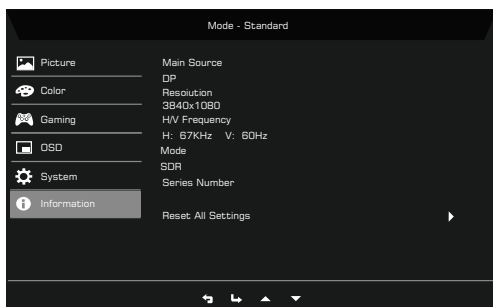 Mode - Standard
Picture
Color
Gaming
OSD
System
Information
Main Source
DP
Resoiution
3840x1080
H/V Frequency
H: 67KHz V: 60Hz
Mode
SDR
Series Number
Reset All Settings